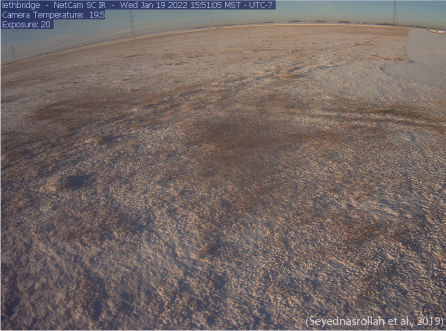 lethbridge - NetCam SC IR - Wed Jan 19 2022 15:51:05 MST - UTC-7
Camera Temperature: 19.5
Exposure: 20
(Seyednasrollah et al., 2019)